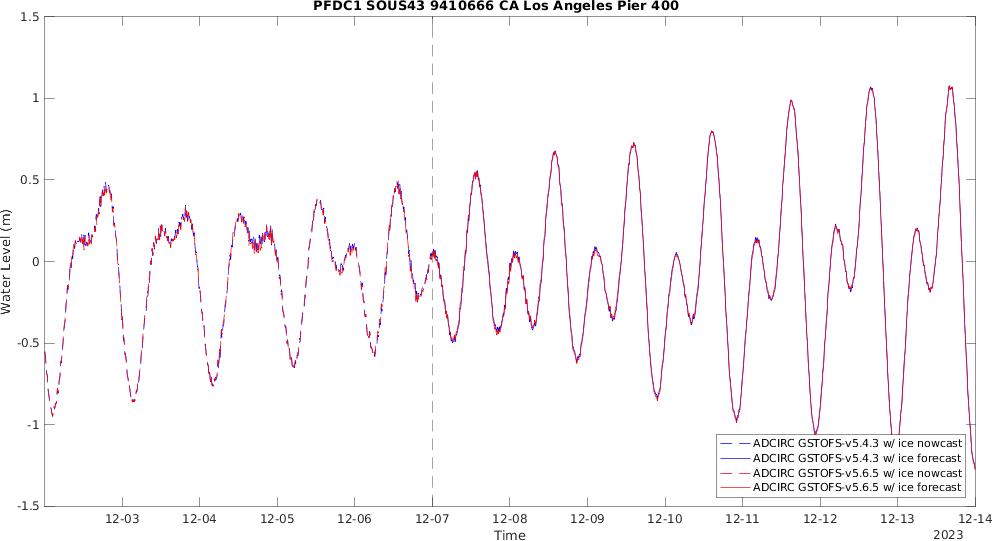 PFDC1 SOUS43 9410666 CA Los Angeles Pier 400
1.5
1
0.5
0
-0.5
-1
-1.5
Water Level (m)
12-03
12-04
12-05
12-06
12-07
12-08
12-09
12-10
12-11
12-12
12-13
12-14
Time
2023
ADCIRC GSTOFS-v5.4.3 w/ ice nowcast
ADCIRC GSTOFS-v5.4.3 w/ ice forecast
ADCIRC GSTOFS-v5.6.5 w/ ice nowcast
ADCIRC GSTOFS-v5.6.5 w/ ice forecast